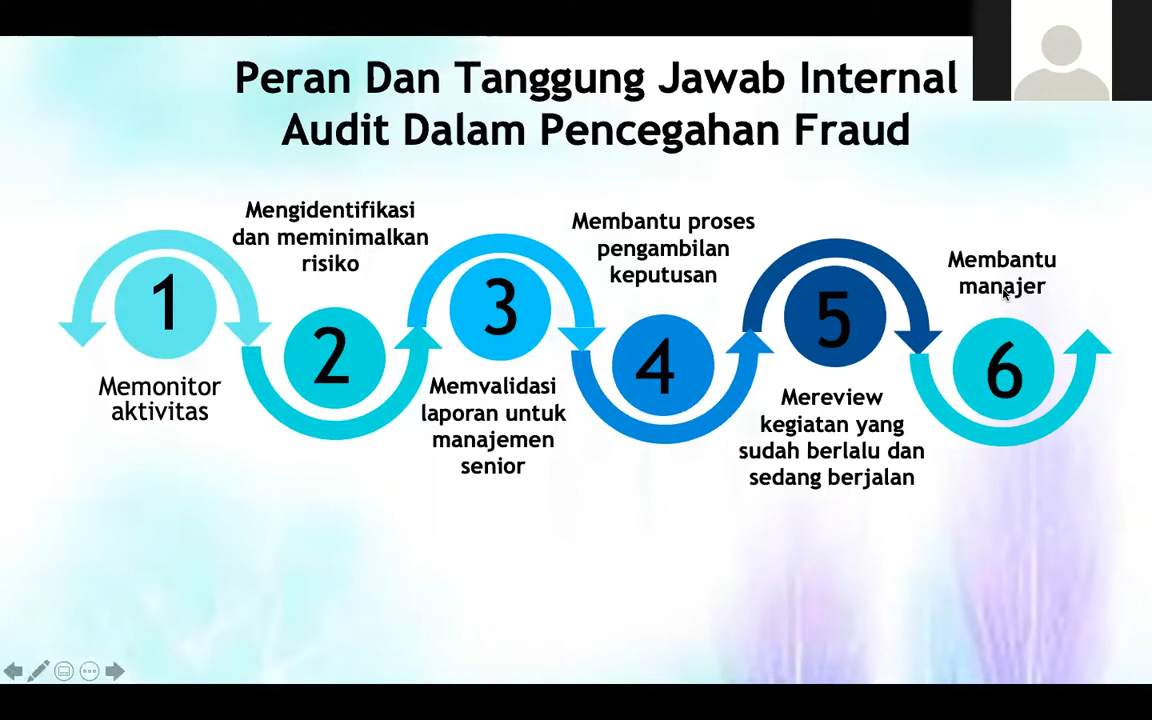 Peran Dan Tanggung Jawab Internal
Audit Dalam Pencegahan Fraud
1
Memonitor
aktivitas
Mengidentifikasi
dan meminimalkan
risiko
2
3
Memvalidasi
laporan untuk
manajemen
senior
Membantu proses
pengambilan
keputusan
4
5
Mereview
kegiatan yang
sudah berlalu dan
sedang berjalan
Membantu
manajer
6